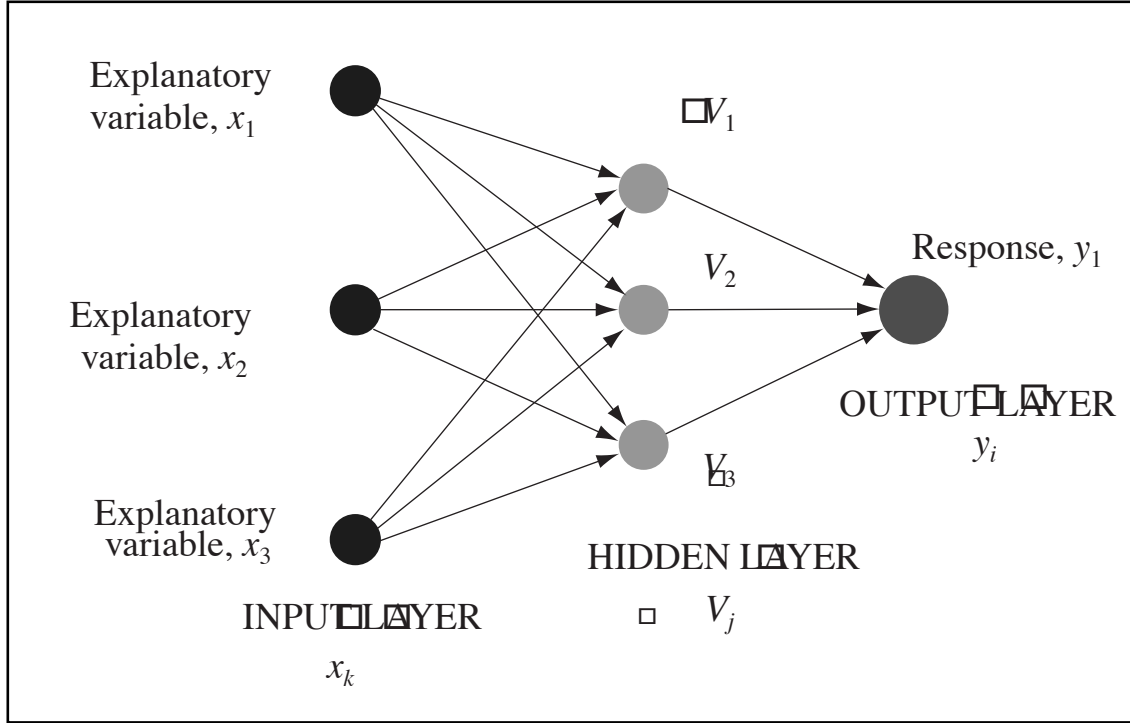 Explanatory
variable, x₁
V₁
Response, y₁
V₂
Explanatory
variable, x₂
OUTPUT LAYER
yᵢ
V₃
Explanatory
variable, x₃
HIDDEN LAYER
Vⱼ
INPUT LAYER
xₖ